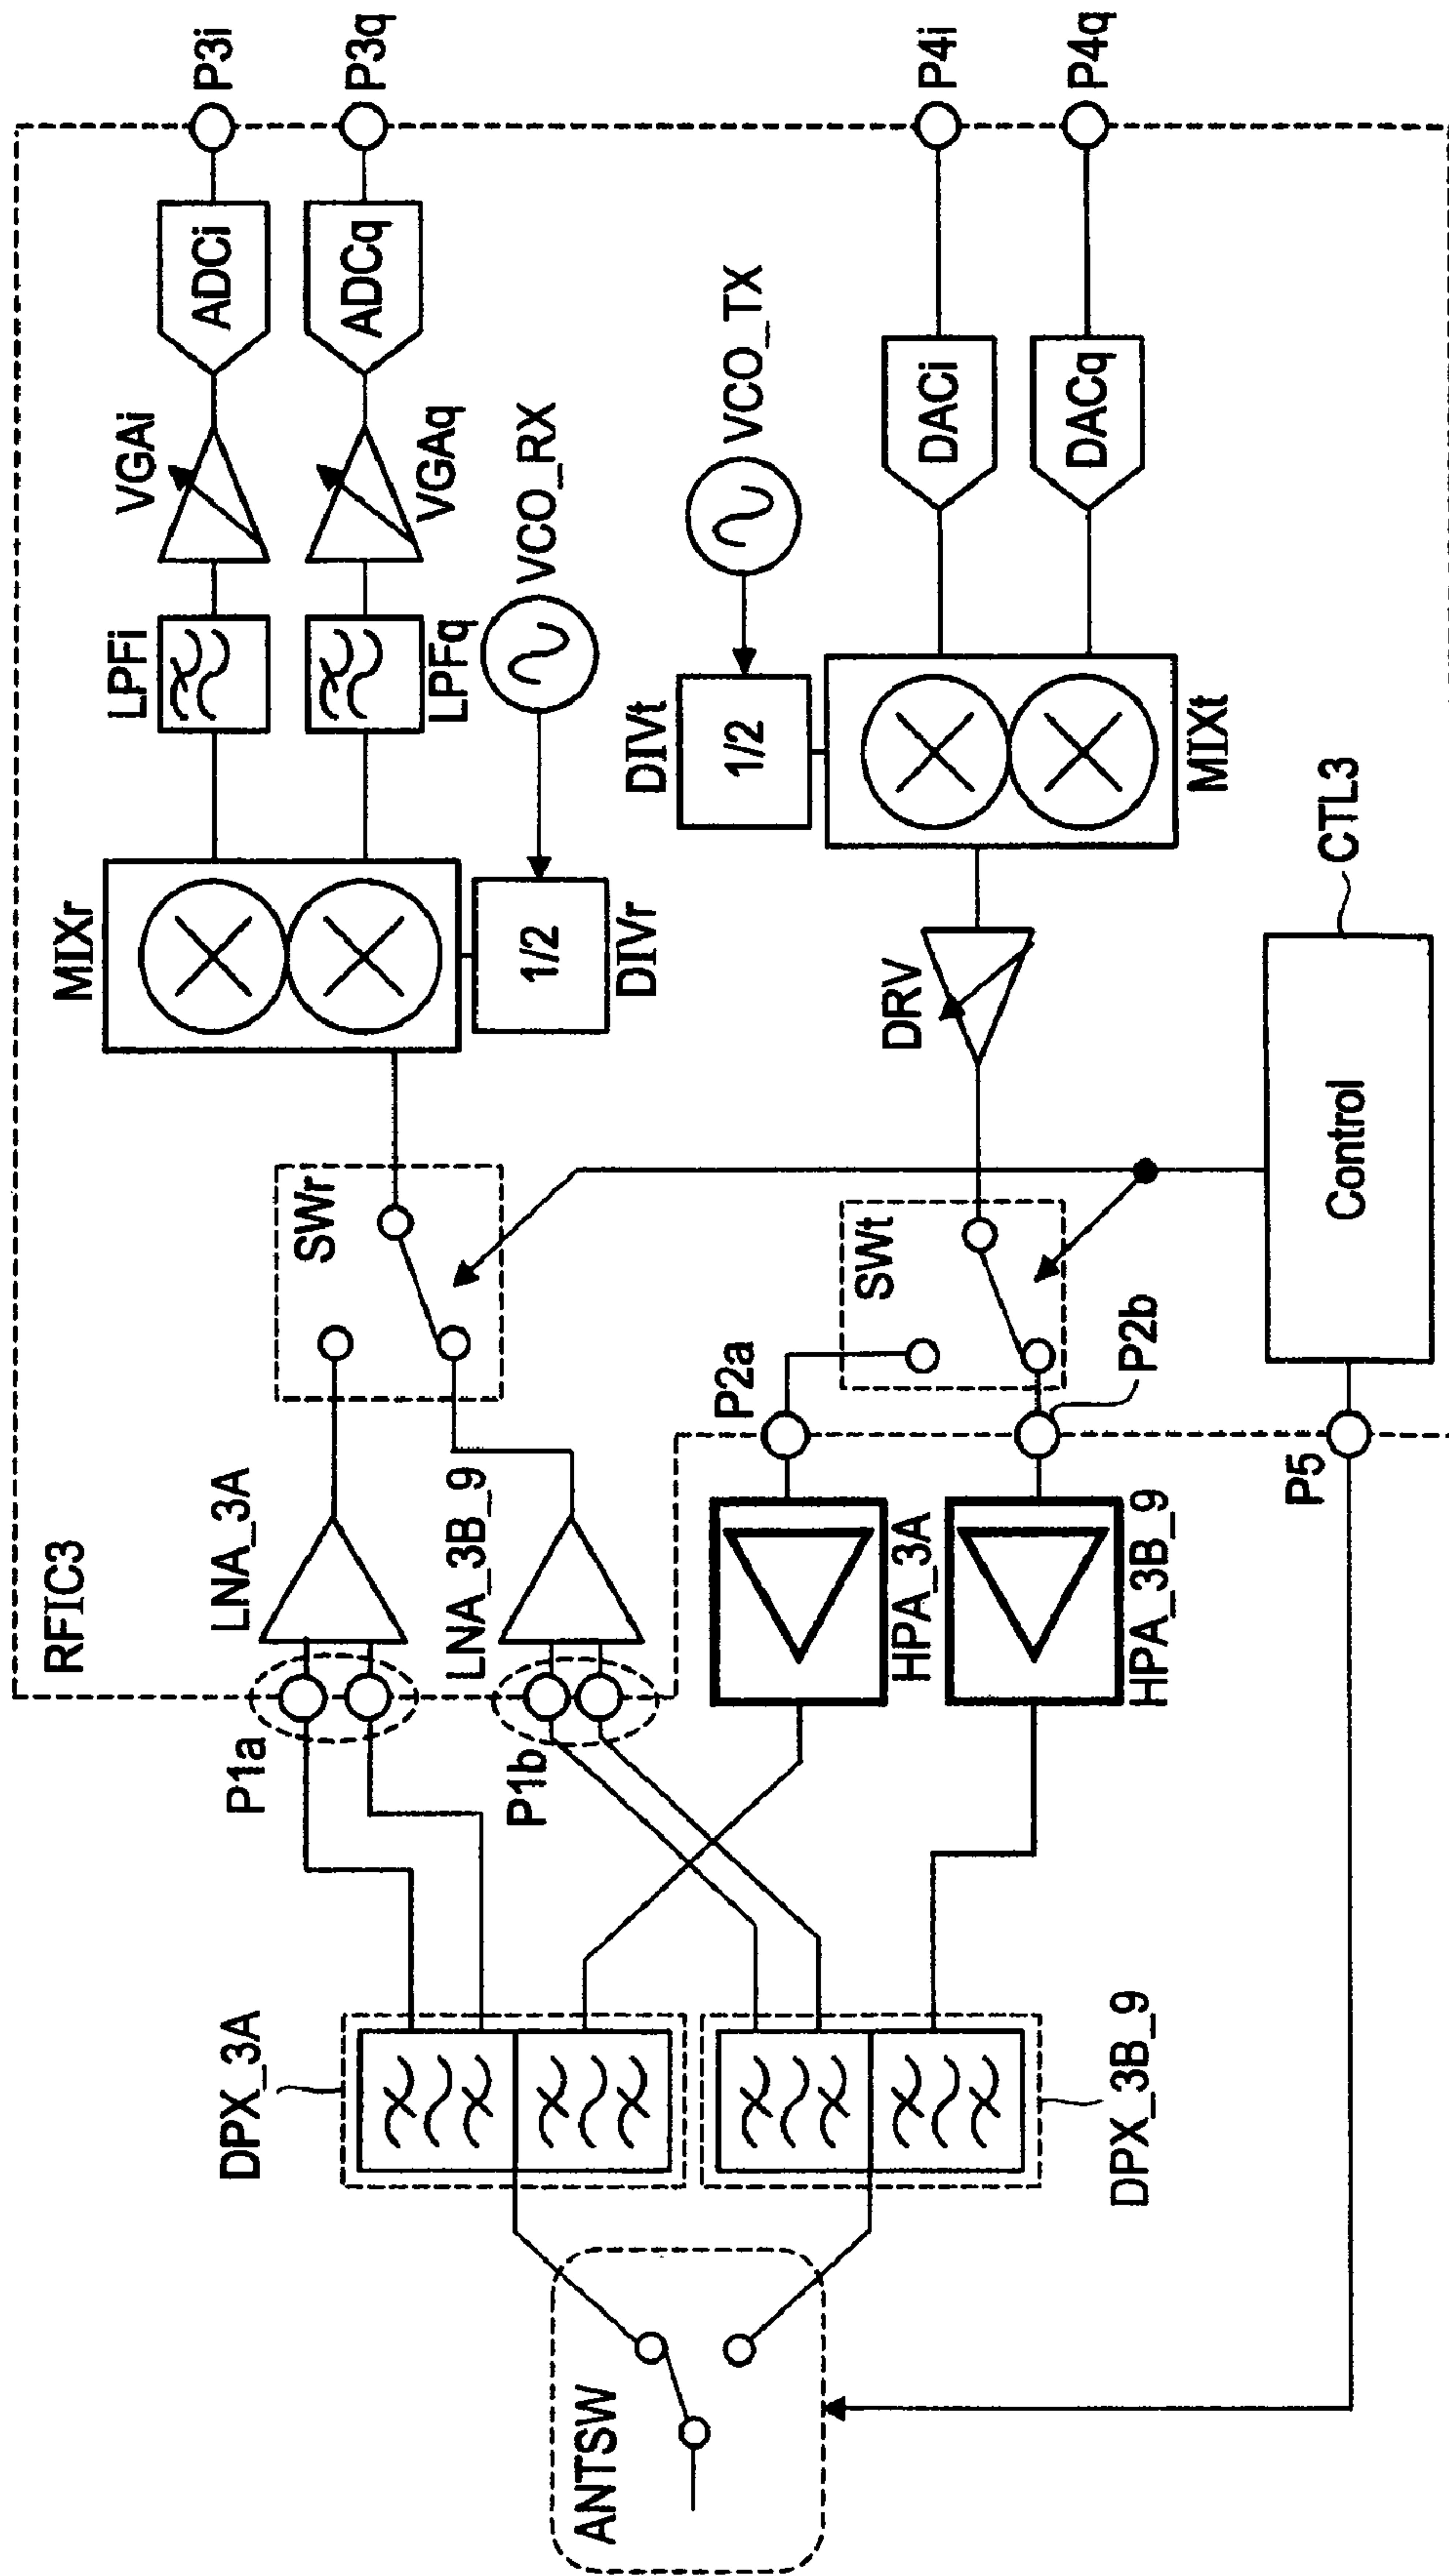 RFIC3
P1a
LNA_3A
P1b
LNA_3B_9
SWr
MIXr
1/2
DIVr
LPFi
LPFq
VGAi
VGAq
VCO_RX
ADCi
ADCq
P3i
P3q
DPX_3A
DPX_3B_9
ANTSW
HPA_3A
HPA_3B_9
P2a
P2b
SWt
DRV
MIXt
DIVt
1/2
VCO_TX
DACi
DACq
P4i
P4q
P5
Control
CTL3